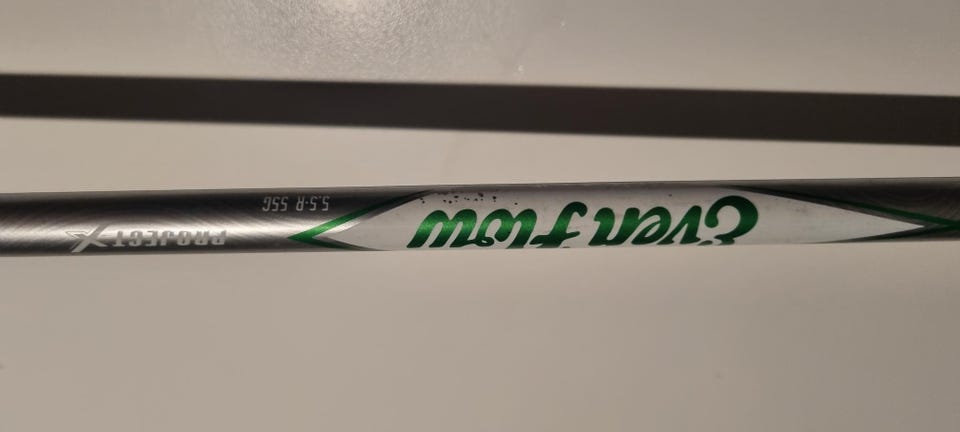 Even Flow
5.5-R 55G
PROJECT X